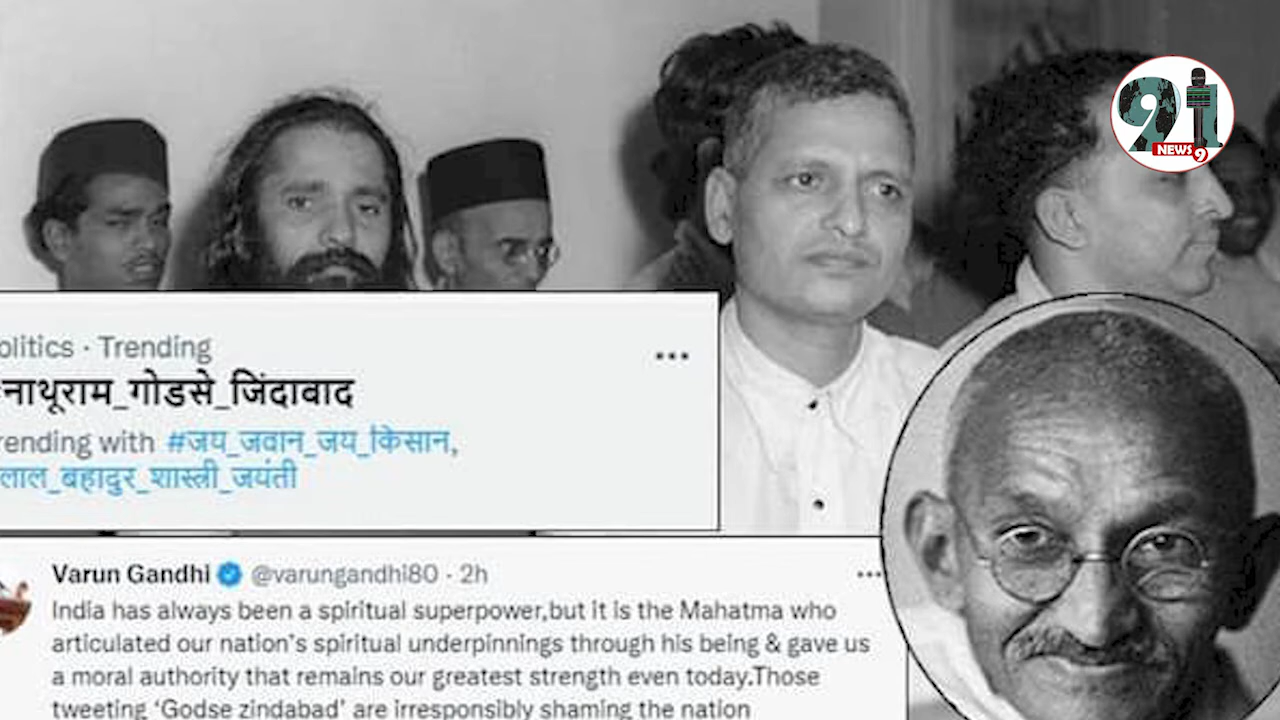 91
NEWS 9
olitics · Trending
नाथूराम_गोडसे_जिंदाबाद
rending with #जय_जवान_जय_किसान,
लाल_बहादुर_शास्त्री_जयंती
Varun Gandhi @varungandhi80 · 2h
India has always been a spiritual superpower,but it is the Mahatma who
articulated our nation's spiritual underpinnings through his being & gave us
a moral authority that remains our greatest strength even today.Those
tweeting ‘Godse zindabad’ are irresponsibly shaming the nation